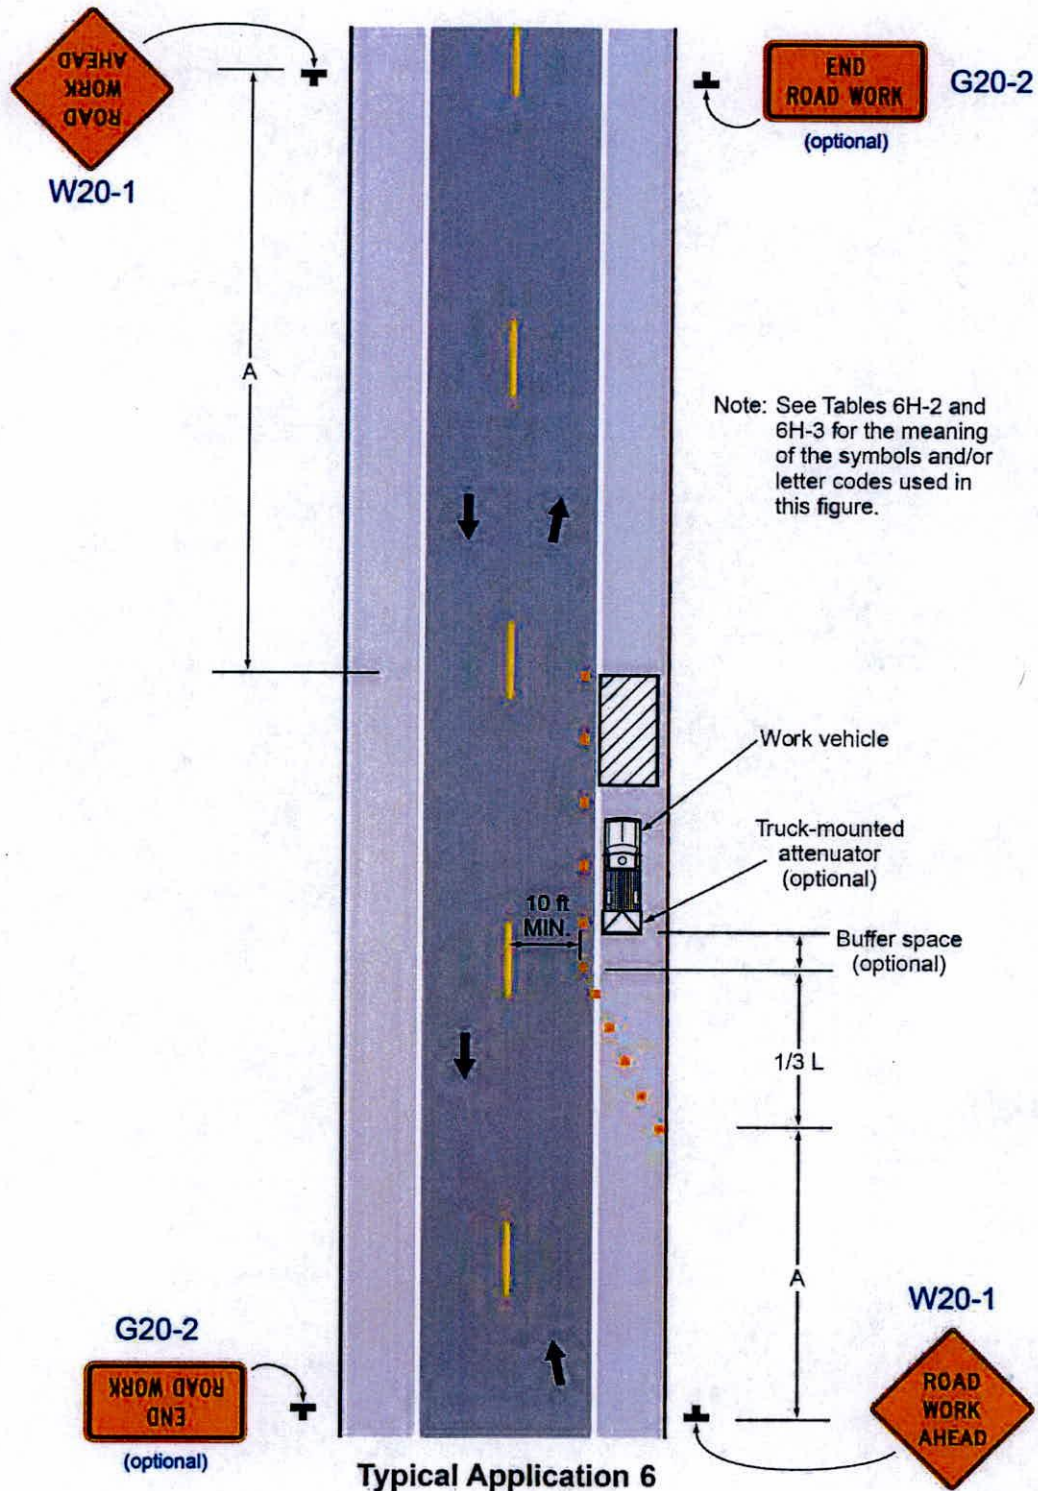 ROAD
WORK
AHEAD
W20-1
END
ROAD WORK
(optional)
G20-2
A
Note: See Tables 6H-2 and
6H-3 for the meaning
of the symbols and/or
letter codes used in
this figure.
Work vehicle
Truck-mounted
attenuator
(optional)
10 ft
MIN.
Buffer space
(optional)
1/3 L
A
G20-2
END
ROAD WORK
(optional)
W20-1
ROAD
WORK
AHEAD
Typical Application 6